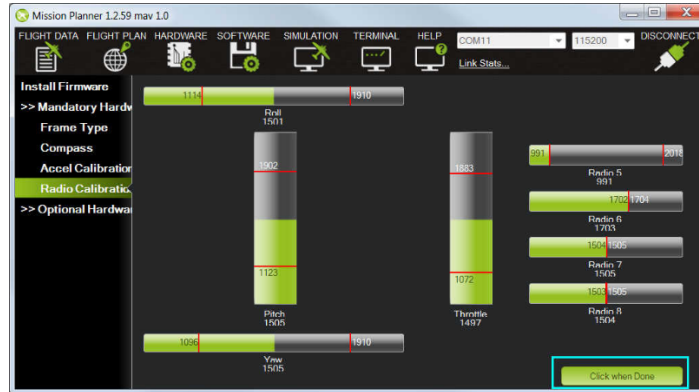 Mission Planner 1.2.59 mav 1.0
FLIGHT DATA FLIGHT PLAN HARDWARE SOFTWARE SIMULATION TERMINAL HELP COM11 115200 DISCONNECT
Link Stats...
Install Firmware
>> Mandatory Hardw
Frame Type
Compass
Accel Calibration
Radio Calibratio
>> Optional Hardwa
1114 1910
Roll
1501
1902
1123
Pitch
1505
1883
1072
Throttle
1497
991 2018
Radio 5
991
1702 1704
Radio 6
1703
1504 1505
Radio 7
1505
1503 1505
Radio 8
1504
1096 1910
Yaw
1505
Click when Done